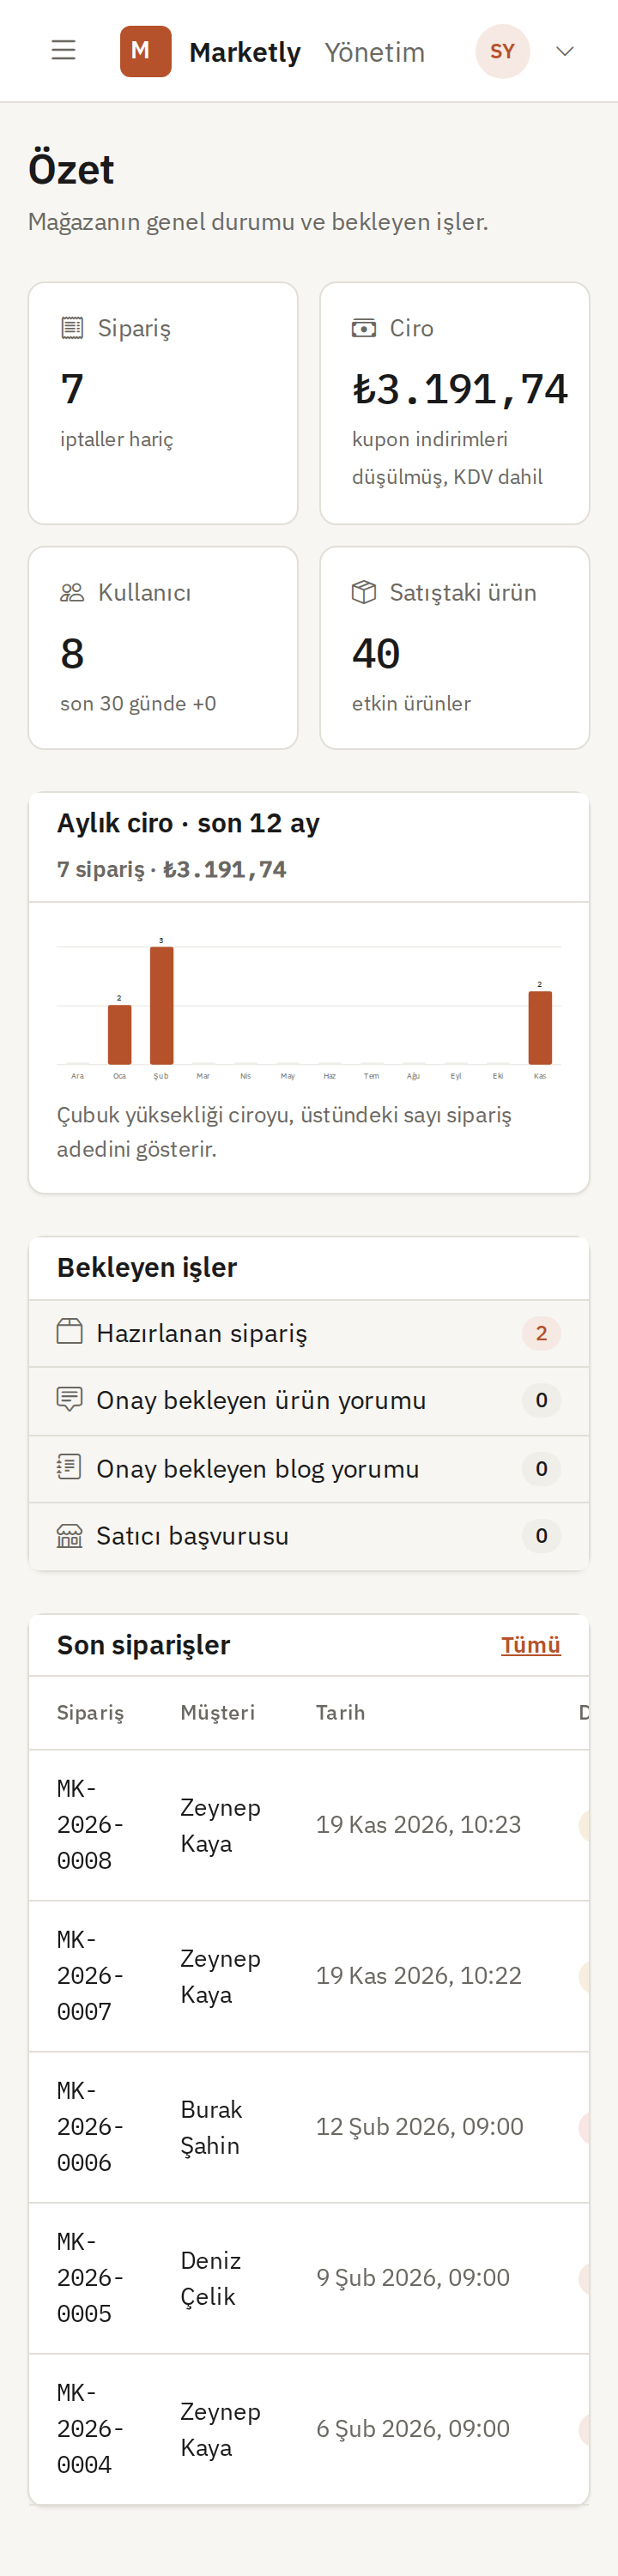 M Marketly Yönetim SY
Özet
Mağazanın genel durumu ve bekleyen işler.
Sipariş
7
iptaller hariç
Ciro
₺3.191,74
kupon indirimleri
düşülmüş, KDV dahil
Kullanıcı
8
son 30 günde +0
Satıştaki ürün
40
etkin ürünler
Aylık ciro · son 12 ay
7 sipariş · ₺3.191,74
2 3 2
Ara Oca Şub Mar Nis May Haz Tem Ağu Eyl Eki Kas
Çubuk yüksekliği ciroyu, üstündeki sayı sipariş
adedini gösterir.
Bekleyen işler
Hazırlanan sipariş 2
Onay bekleyen ürün yorumu 0
Onay bekleyen blog yorumu 0
Satıcı başvurusu 0
Son siparişler Tümü
Sipariş Müşteri Tarih
MK-
2026-
0008
Zeynep
Kaya
19 Kas 2026, 10:23
MK-
2026-
0007
Zeynep
Kaya
19 Kas 2026, 10:22
MK-
2026-
0006
Burak
Şahin
12 Şub 2026, 09:00
MK-
2026-
0005
Deniz
Çelik
9 Şub 2026, 09:00
MK-
2026-
0004
Zeynep
Kaya
6 Şub 2026, 09:00